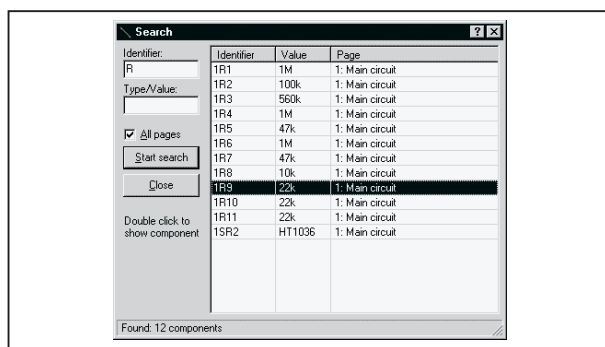 Search
Identifier:
R
Type/Value:
All pages
Start search
Close
Double click to
show component
Identifier Value Page
1R1 1M 1: Main circuit
1R2 100k 1: Main circuit
1R3 560k 1: Main circuit
1R4 1M 1: Main circuit
1R5 47k 1: Main circuit
1R6 1M 1: Main circuit
1R7 47k 1: Main circuit
1R8 10k 1: Main circuit
1R9 22k 1: Main circuit
1R10 22k 1: Main circuit
1R11 22k 1: Main circuit
1SR2 HT1036 1: Main circuit
Found: 12 components